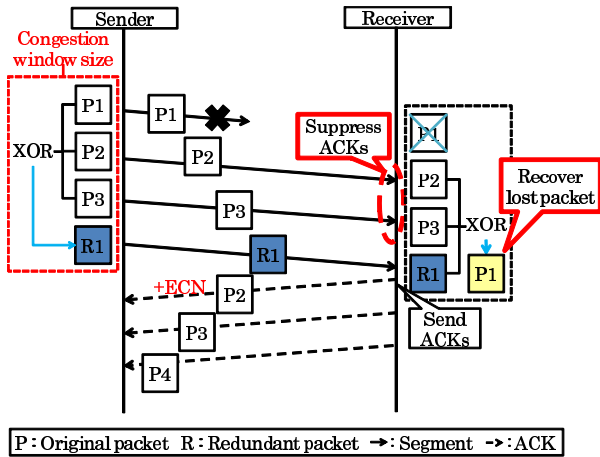 Sender
Receiver
Congestion
window size
P1
P1
P2
P3
R1
XOR
P2
P3
R1
Suppress
ACKs
P1
P2
P3
R1
XOR
P1
Recover
lost packet
+ECN
P2
P3
P4
Send
ACKs
P : Original packet R : Redundant packet : Segment : ACK